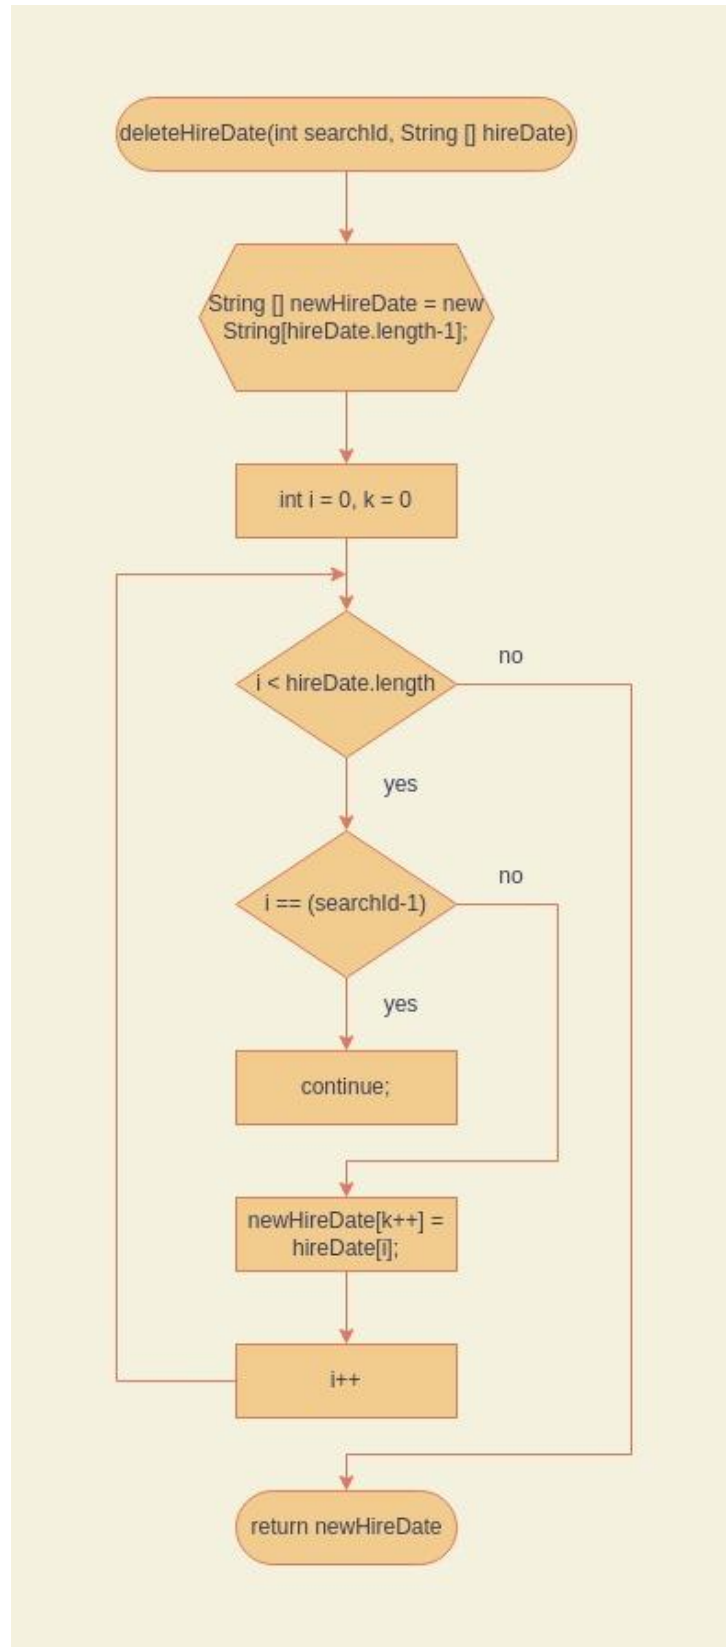 deleteHireDate(int searchId, String [] hireDate)
String [] newHireDate = new
String[hireDate.length-1];
int i = 0, k = 0
i < hireDate.length
no
yes
i == (searchId-1)
no
yes
continue;
newHireDate[k++] =
hireDate[i];
i++
return newHireDate